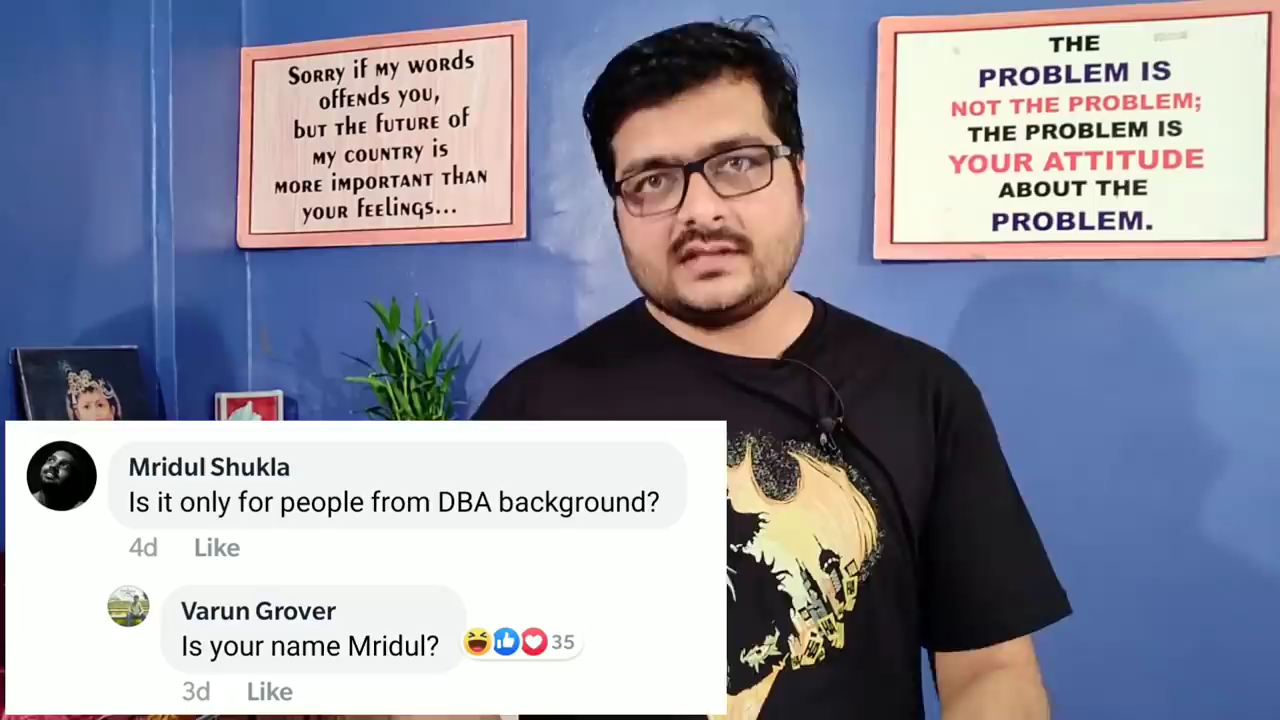 SORRY IF MY WORDS
OFFENDS YOU,
BUT THE FUTURE OF
MY COUNTRY IS
MORE IMPORTANT THAN
YOUR FEELINGS...
THE
PROBLEM IS
NOT THE PROBLEM;
THE PROBLEM IS
YOUR ATTITUDE
ABOUT THE
PROBLEM.
Mridul Shukla
Is it only for people from DBA background?
4d Like
Varun Grover
Is your name Mridul?
35
3d Like